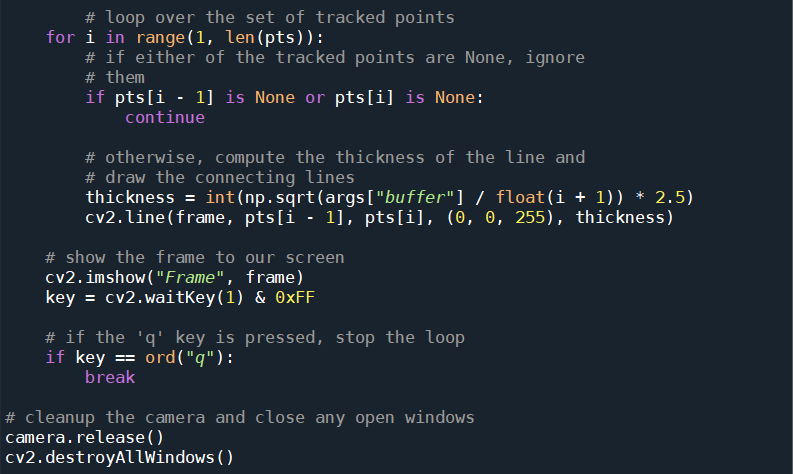 # loop over the set of tracked points
    for i in range(1, len(pts)):
        # if either of the tracked points are None, ignore
        # them
        if pts[i - 1] is None or pts[i] is None:
            continue

        # otherwise, compute the thickness of the line and
        # draw the connecting lines
        thickness = int(np.sqrt(args["buffer"] / float(i + 1)) * 2.5)
        cv2.line(frame, pts[i - 1], pts[i], (0, 0, 255), thickness)

    # show the frame to our screen
    cv2.imshow("Frame", frame)
    key = cv2.waitKey(1) & 0xFF

    # if the 'q' key is pressed, stop the loop
    if key == ord("q"):
        break

# cleanup the camera and close any open windows
camera.release()
cv2.destroyAllWindows()